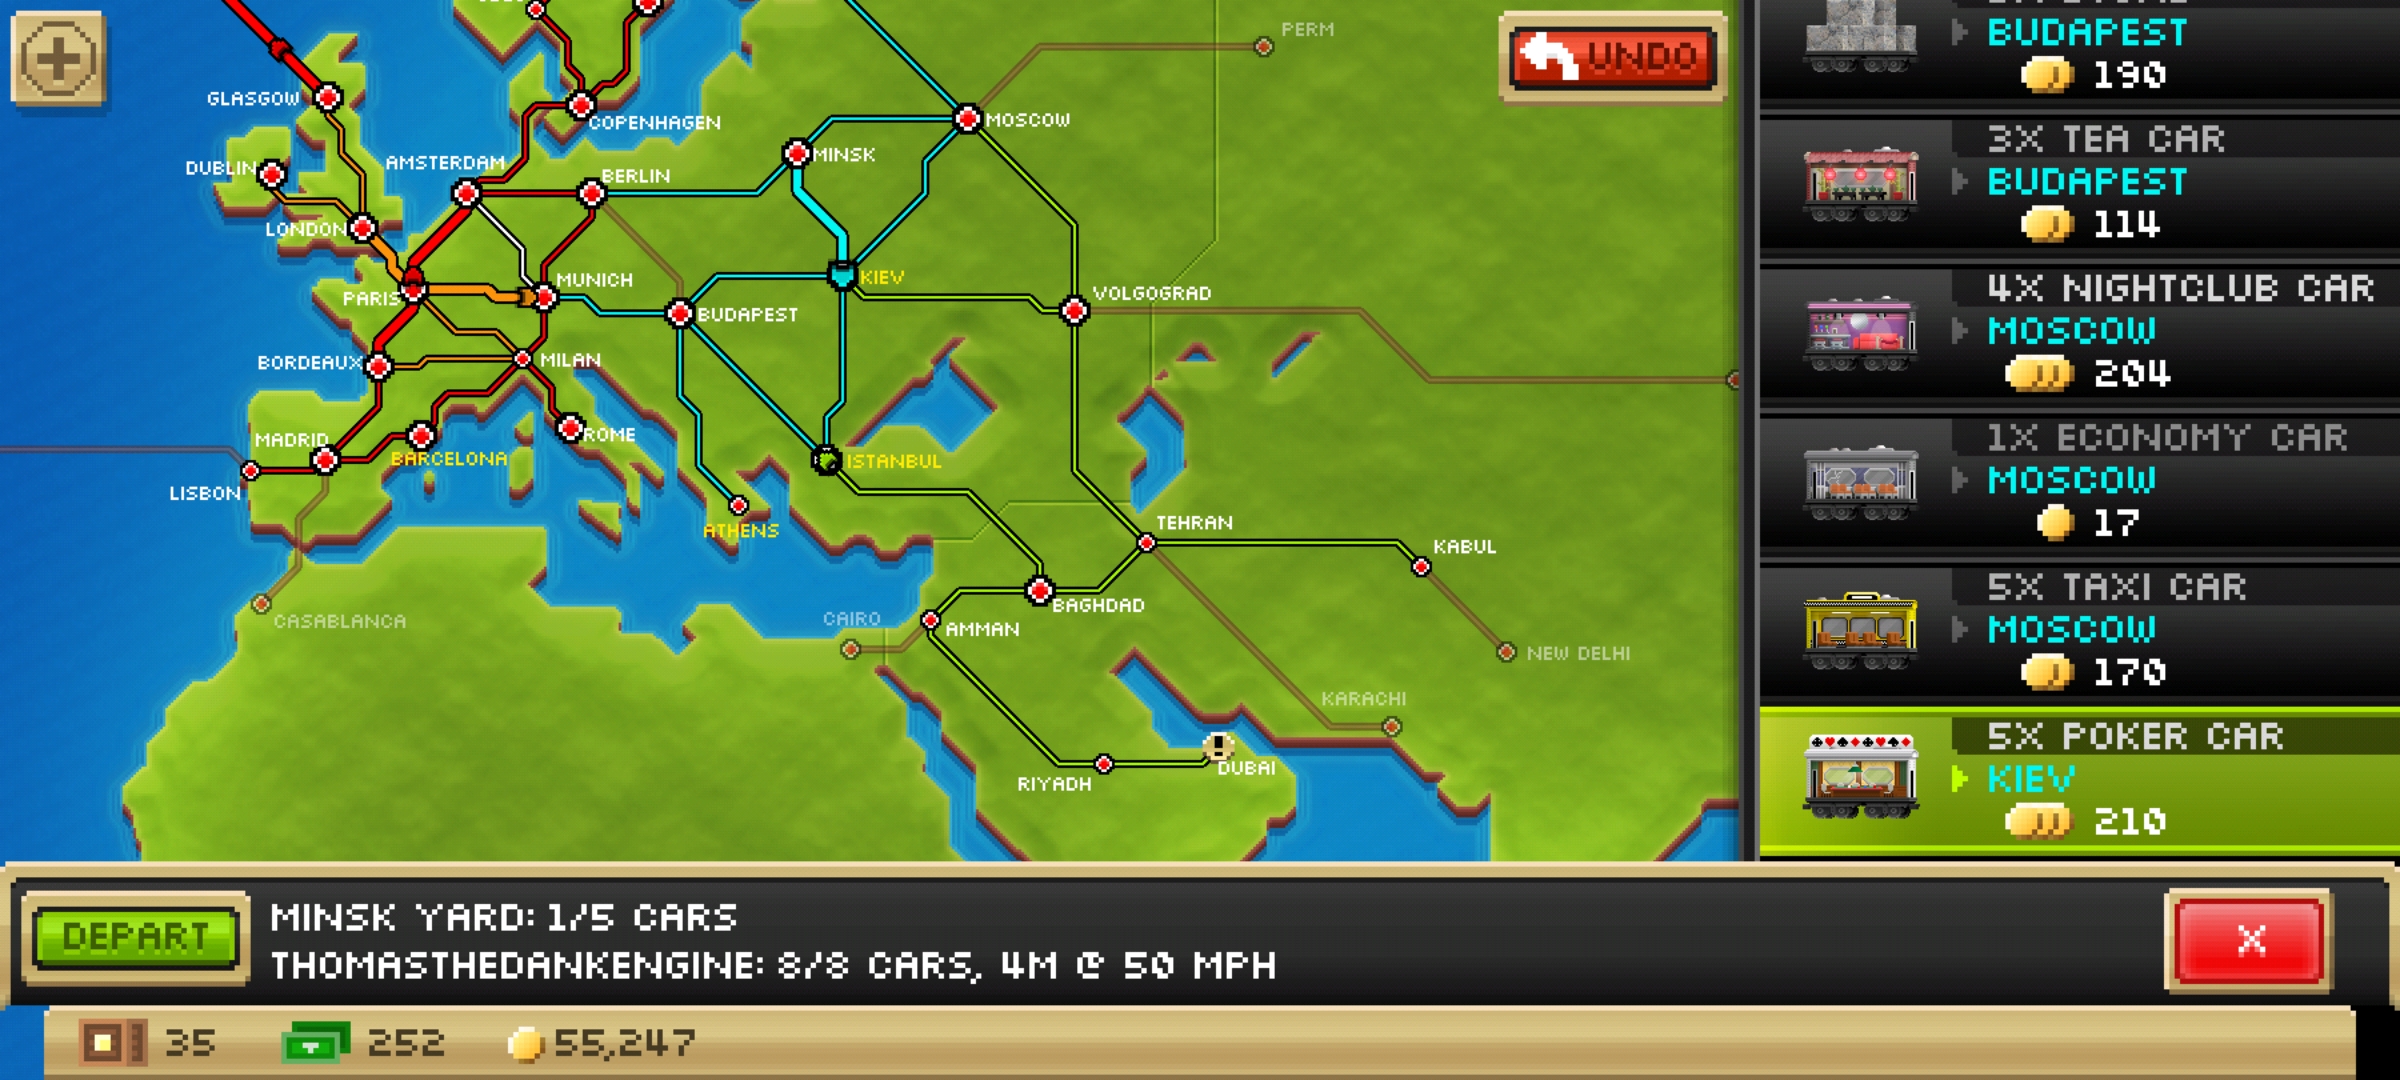 PERM
UNDO
GLASGOW
COPENHAGEN
MOSCOW
MINSK
AMSTERDAM
DUBLIN
BERLIN
LONDON
MUNICH
KIEV
PARIS
VOLGOGRAD
BUDAPEST
BORDEAUX
MILAN
MADRID
ROME
BARCELONA
ISTANBUL
LISBON
ATHENS
TEHRAN
KABUL
BAGHDAD
CASABLANCA
CAIRO
AMMAN
NEW DELHI
KARACHI
DUBAI
RIYADH
BUDAPEST
190
3X TEA CAR
BUDAPEST
114
4X NIGHTCLUB CAR
MOSCOW
204
1X ECONOMY CAR
MOSCOW
17
5X TAXI CAR
MOSCOW
170
5X POKER CAR
KIEV
210
DEPART
MINSK YARD: 1/5 CARS
THOMASTHEDANKENGINE: 8/8 CARS, 4M @ 50 MPH
X
35
252
55,247